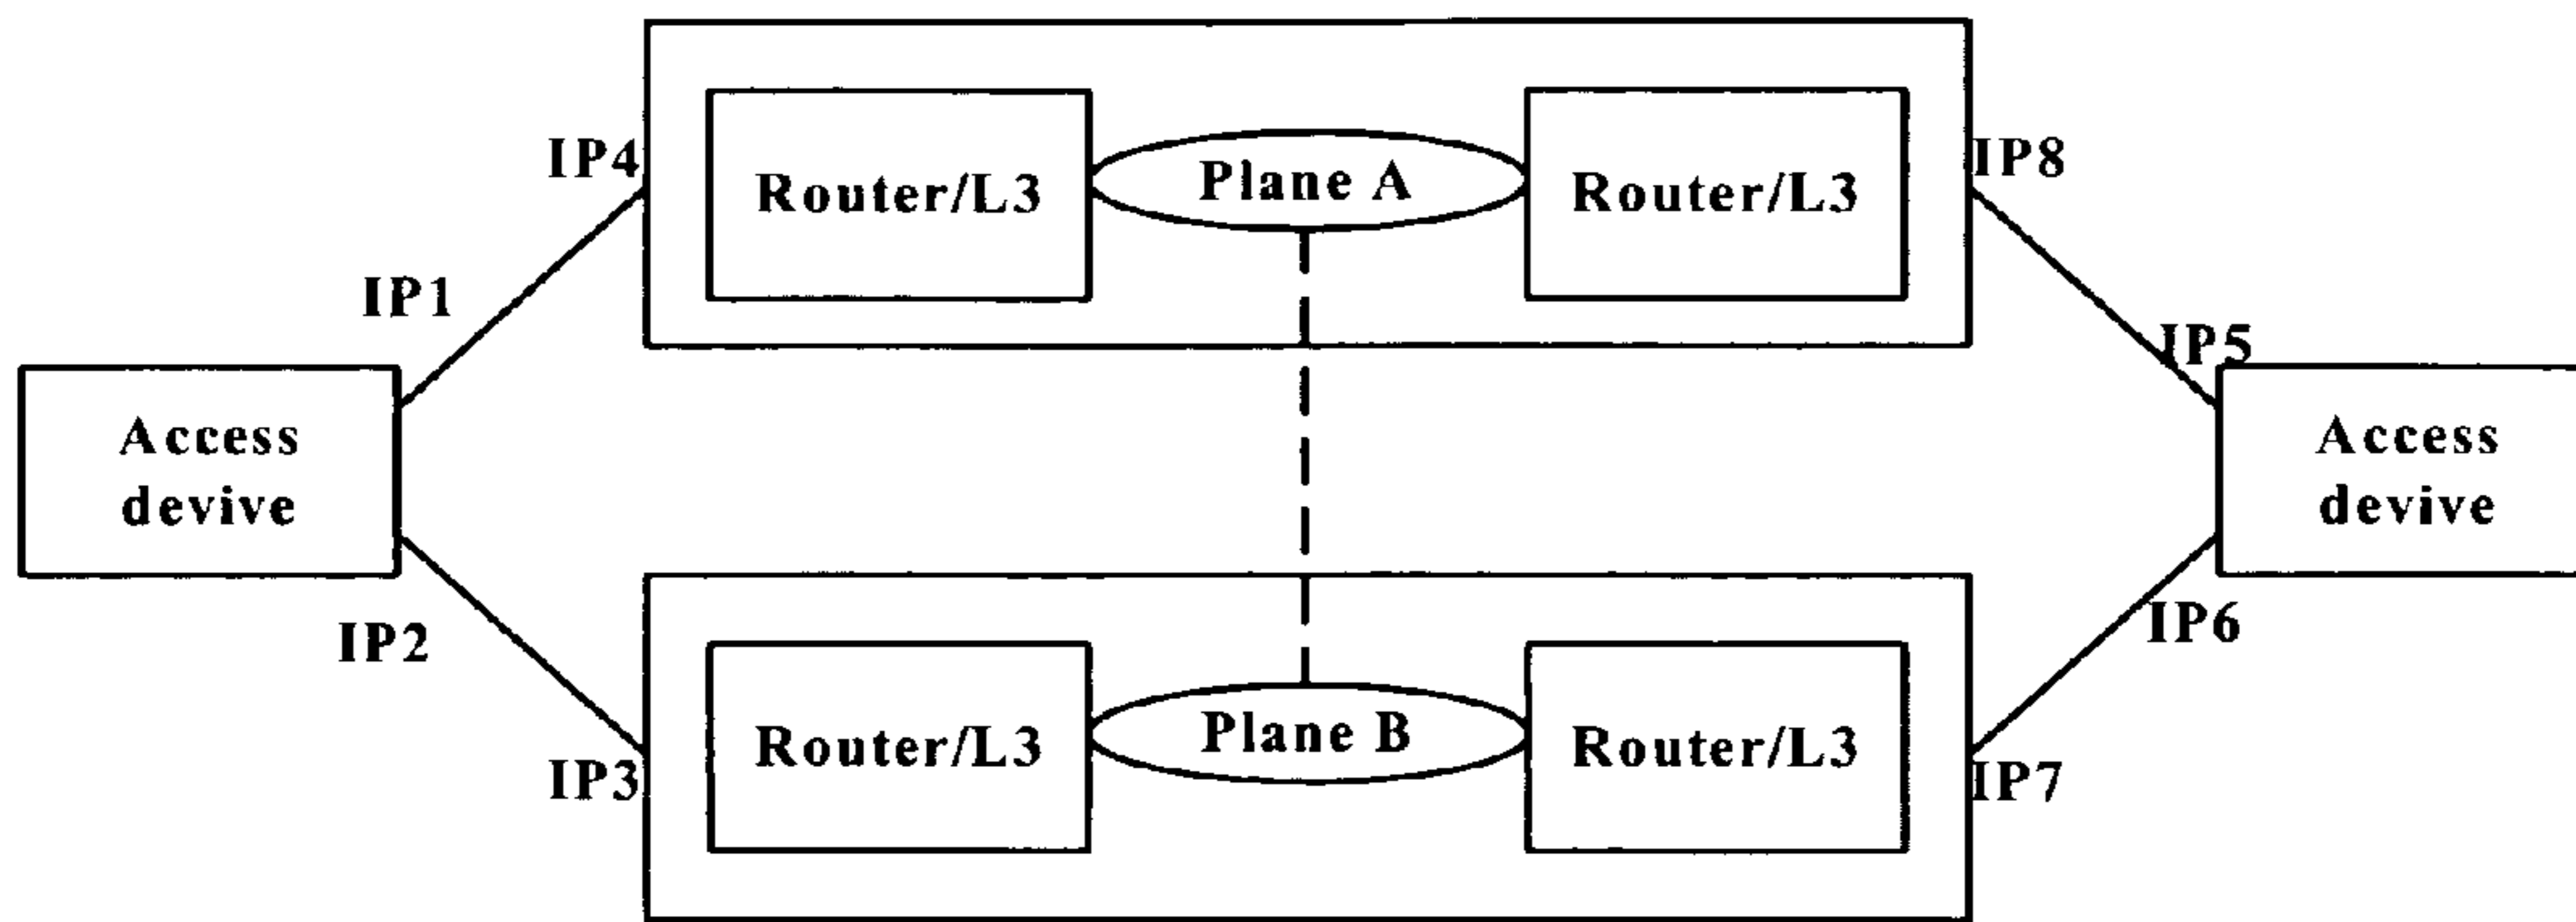 IP4
IP8
Router/L3
Plane A
Router/L3
IP1
IP5
Access
devive
Access
devive
IP2
IP6
Router/L3
Plane B
Router/L3
IP3
IP7